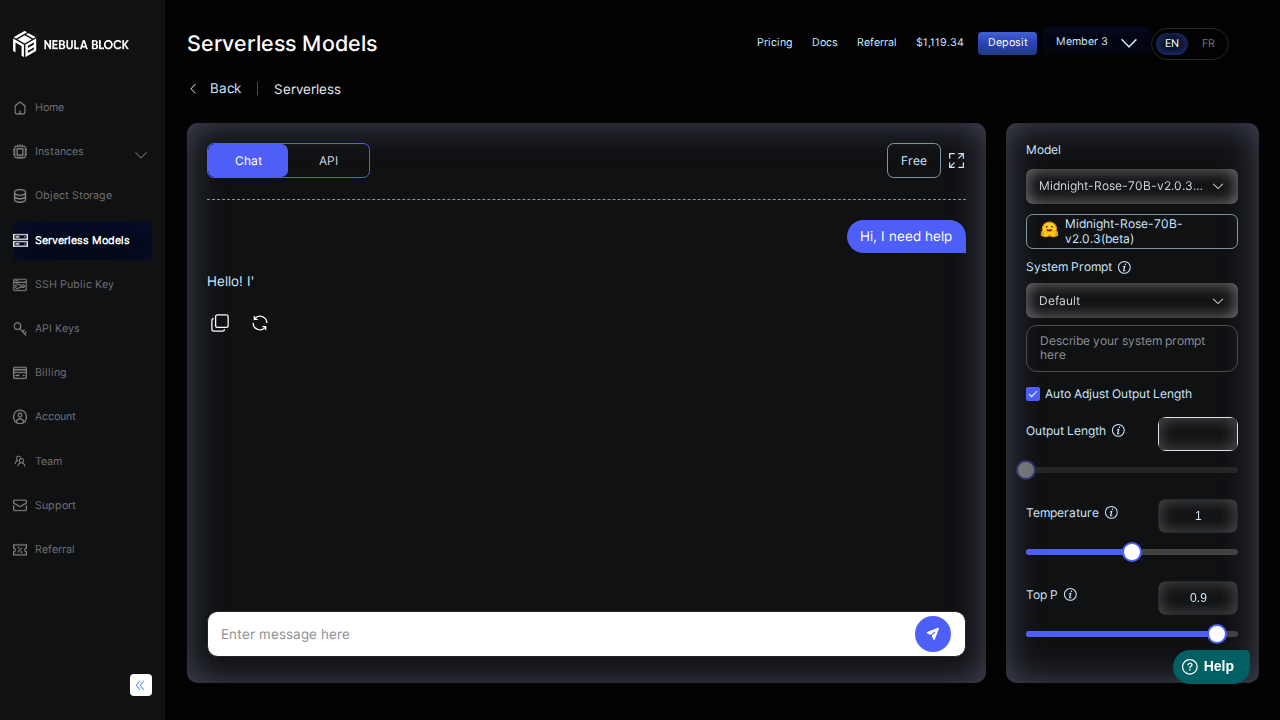 NEBULA BLOCK
Serverless Models
Pricing
Docs
Referral
$1,119.34
Deposit
Member 3
EN
FR
Back
Serverless
Home
Instances
Object Storage
Serverless Models
SSH Public Key
API Keys
Billing
Account
Team
Support
Referral
Chat
API
Free
Hi, I need help
Hello! I'
Enter message here
Model
Midnight-Rose-70B-v2.0.3...
Midnight-Rose-70B-
v2.0.3(beta)
System Prompt
Default
Describe your system prompt
here
Auto Adjust Output Length
Output Length
Temperature
1
Top P
0.9
Help